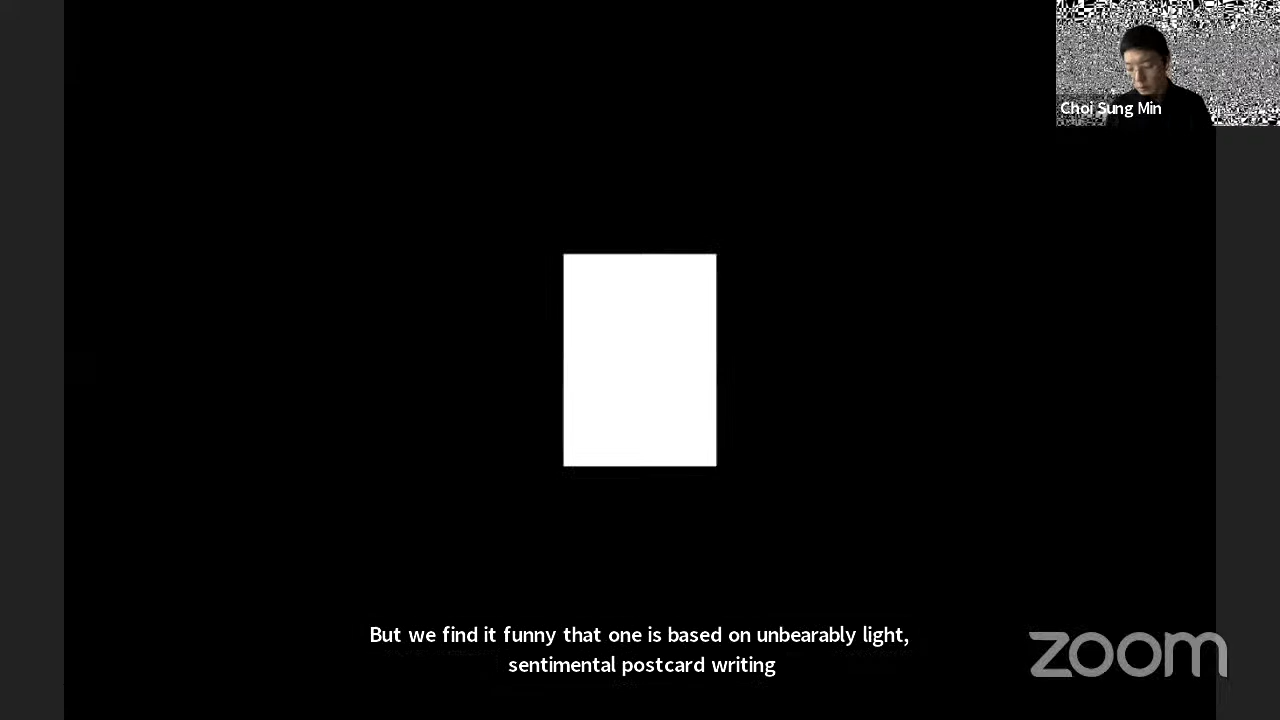 Choi Sung Min
But we find it funny that one is based on unbearably light,
sentimental postcard writing
zoom